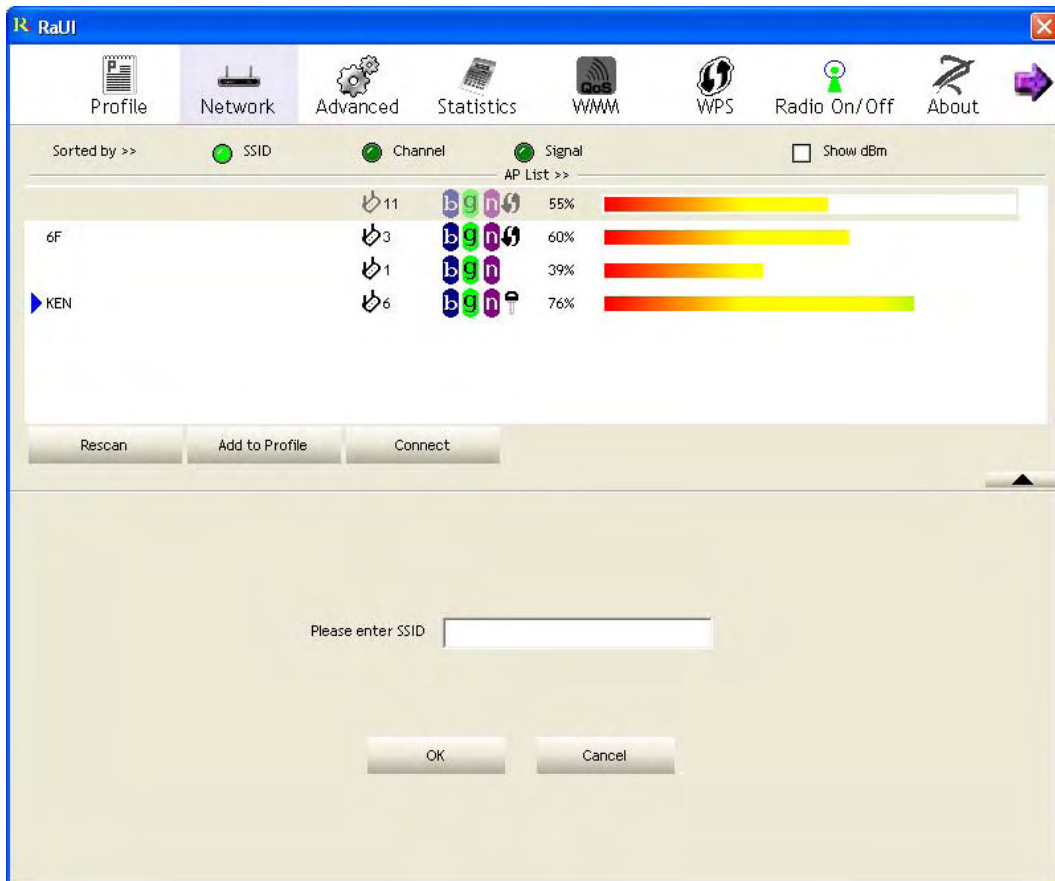 RaUI
Profile Network Advanced Statistics WMM WPS Radio On/Off About
QoS
Sorted by >> SSID Channel Signal Show dBm
AP List >>
11 b g n 55%
6F 3 b g n 60%
1 b g n 39%
KEN 6 b g n 76%
Rescan Add to Profile Connect
Please enter SSID
OK Cancel